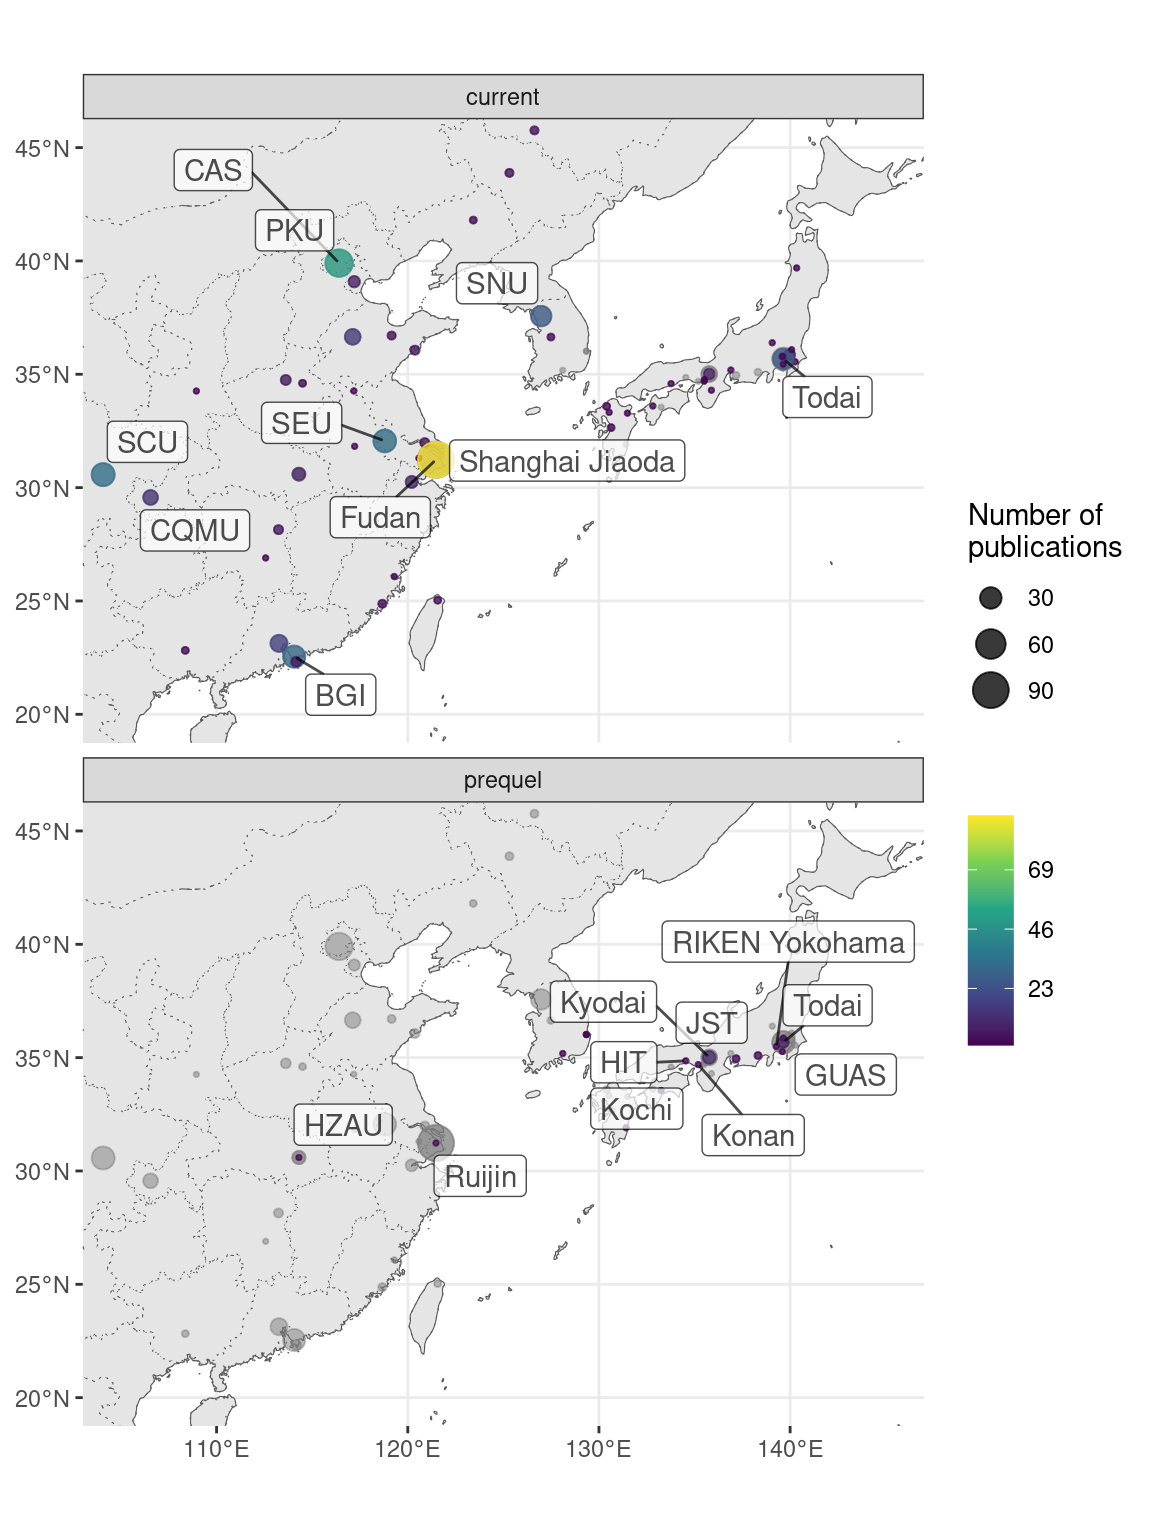 current
45°N
CAS
PKU
40°N
SNU
35°N
Todai
SEU
SCU
Shanghai Jiaoda
30°N
Fudan
CQMU
25°N
BGI
20°N
Number of
publications
30
60
90
69
46
23
prequel
45°N
RIKEN Yokohama
40°N
Kyodai
Todai
JST
35°N
HIT
GUAS
Kochi
HZAU
Konan
30°N
Ruijin
25°N
20°N
110°E
120°E
130°E
140°E